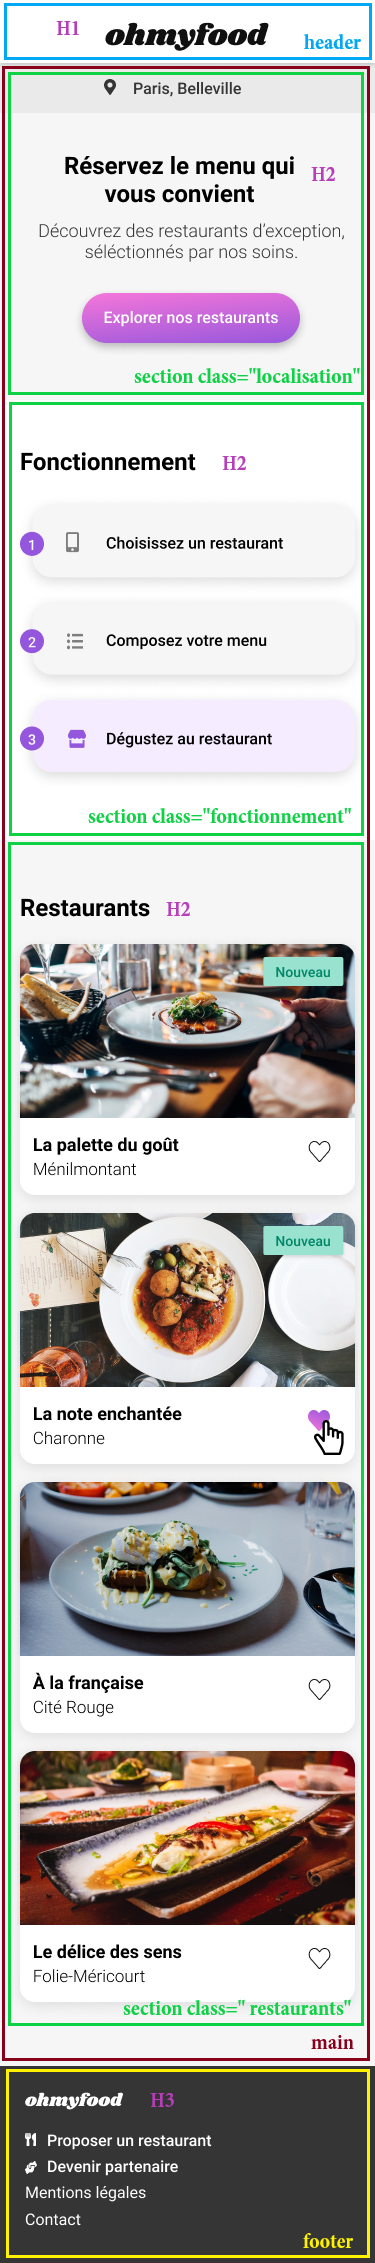 H1 ohmyfood header
Paris, Belleville
Réservez le menu qui
vous convient H2
Découvrez des restaurants d'exception,
séléctionnés par nos soins.
Explorer nos restaurants
section class="localisation"
Fonctionnement H2
1 Choisissez un restaurant
2 Composez votre menu
3 Dégustez au restaurant
section class="fonctionnement"
Restaurants H2
Nouveau
La palette du goût
Ménilmontant
Nouveau
La note enchantée
Charonne
À la française
Cité Rouge
Le délice des sens
Folie-Méricourt
section class=" restaurants"
main
ohmyfood H3
Proposer un restaurant
Devenir partenaire
Mentions légales
Contact
footer